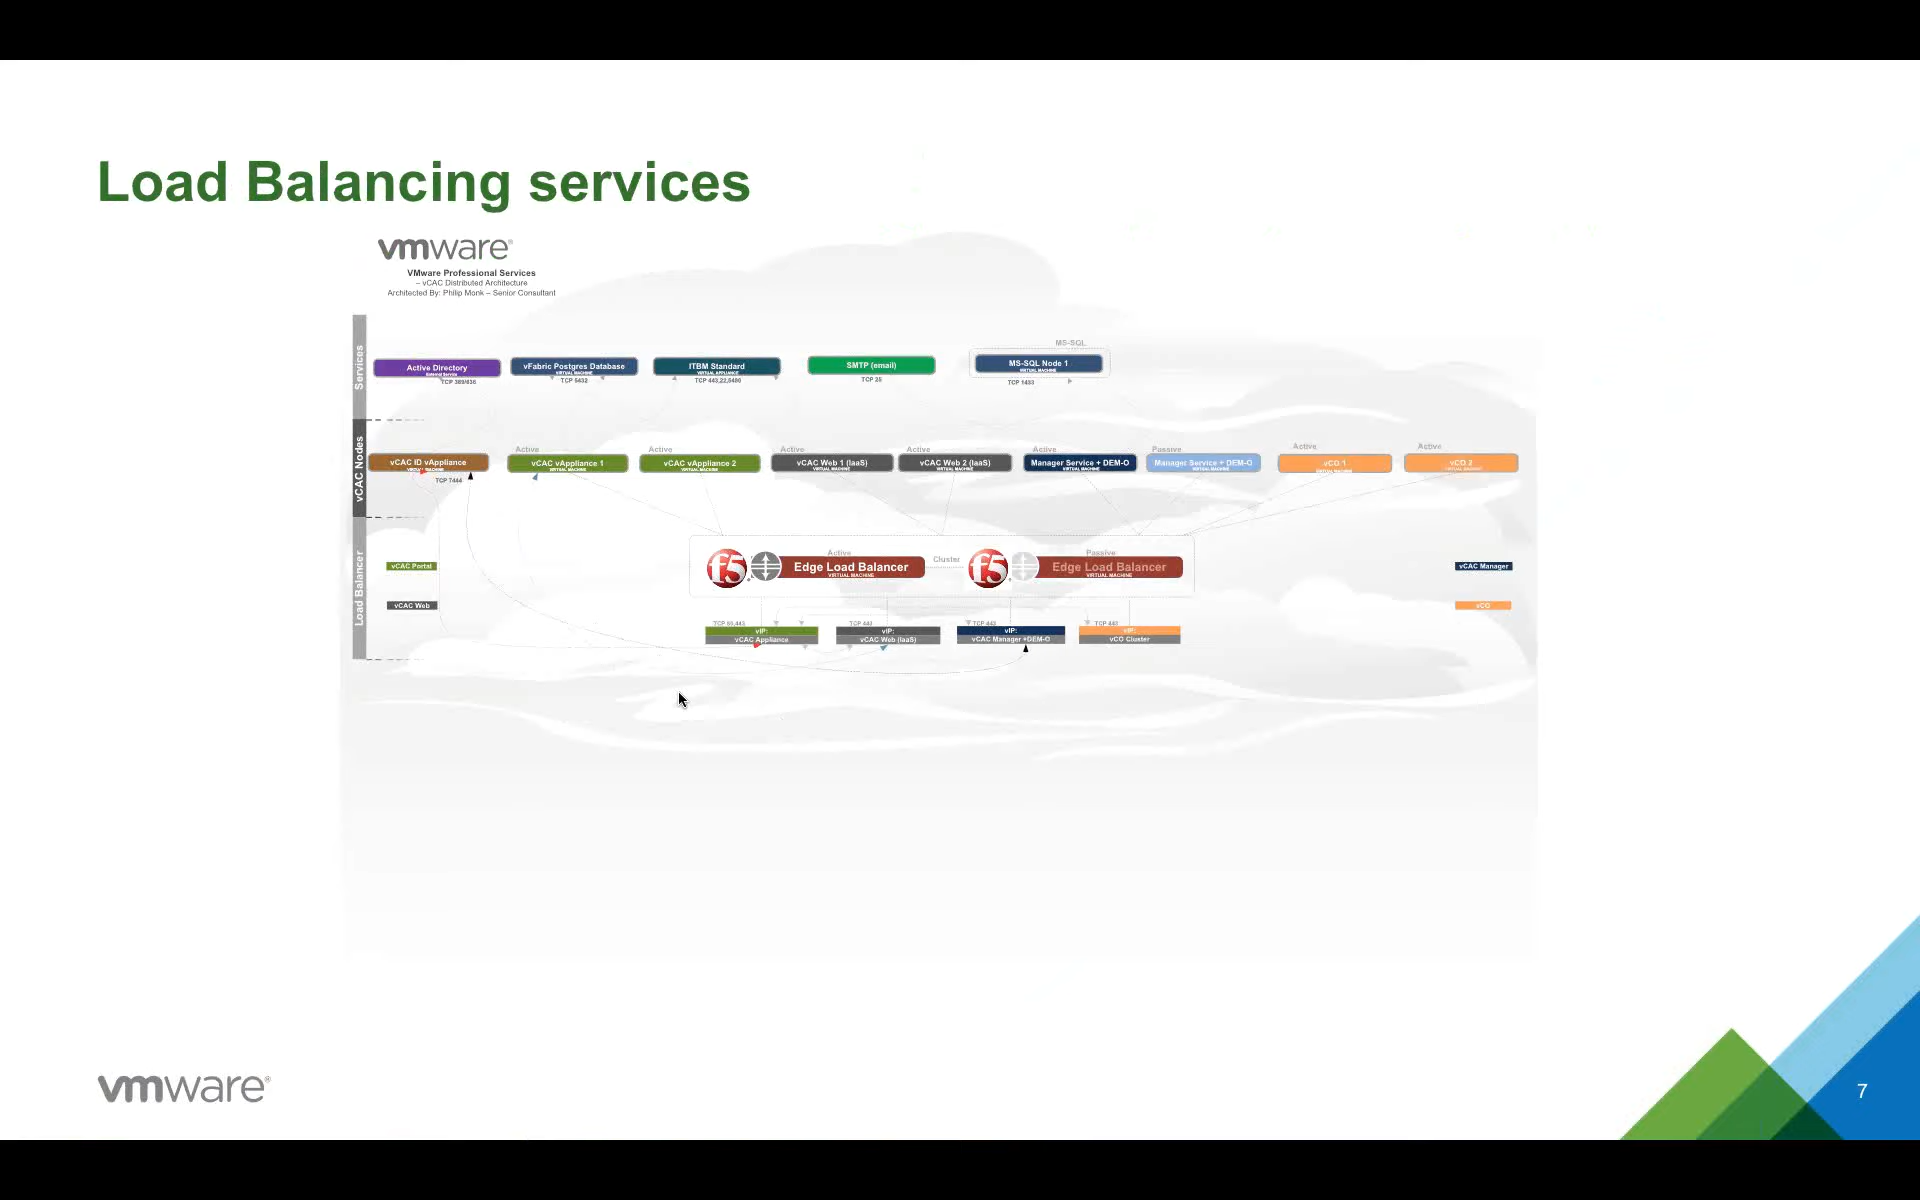 Load Balancing services
vmware®
VMware Professional Services
– vCAC Distributed Architecture
Architected By: Philip Monk – Senior Consultant
Services
MS-SQL
Active Directory
External Service
TCP 389/636
vFabric Postgres Database
VIRTUAL MACHINE
TCP 5432
ITBM Standard
VIRTUAL APPLIANCE
TCP 443,22,5480
SMTP (email)
TCP 25
MS-SQL Node 1
VIRTUAL MACHINE
TCP 1433
vCAC Nodes
vCAC ID vAppliance
VIRTUAL MACHINE
TCP 7444
Active
vCAC vAppliance 1
VIRTUAL MACHINE
Active
vCAC vAppliance 2
VIRTUAL MACHINE
Active
vCAC Web 1 (IaaS)
VIRTUAL MACHINE
Active
vCAC Web 2 (IaaS)
VIRTUAL MACHINE
Active
Manager Service + DEM-O
VIRTUAL MACHINE
Passive
Manager Service + DEM-O
VIRTUAL MACHINE
Active
vCO 1
VIRTUAL MACHINE
Active
vCO 2
VIRTUAL MACHINE
Load Balancer
vCAC Portal
vCAC Web
f5
Active
Edge Load Balancer
VIRTUAL MACHINE
Cluster
f5
Passive
Edge Load Balancer
VIRTUAL MACHINE
vCAC Manager
vCO
vIP:
vCAC Appliance
TCP 443
vIP:
vCAC Web (IaaS)
TCP 443
vIP:
vCAC Manager +DEM-O
TCP 443
vIP:
vCO Cluster
vmware®
7